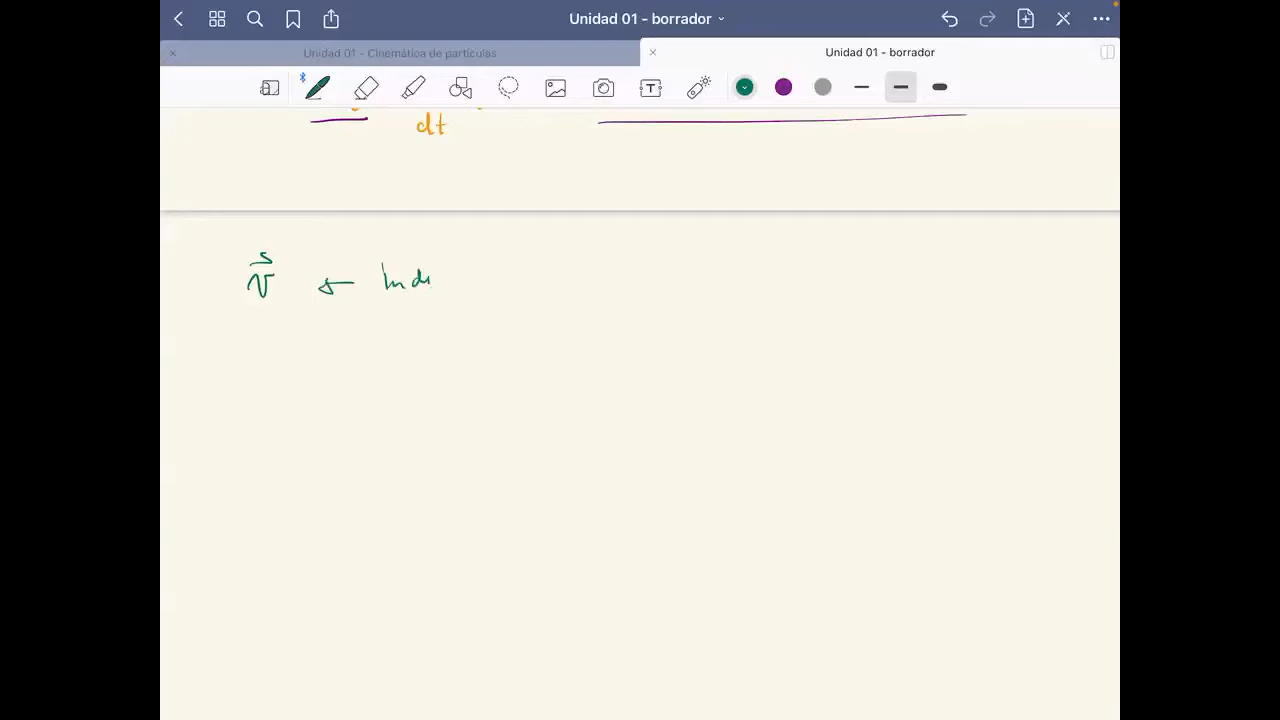 Unidad 01 - borrador
Unidad 01 - Cinemática de partículas
Unidad 01 - borrador
T
dt
v⃗ ←